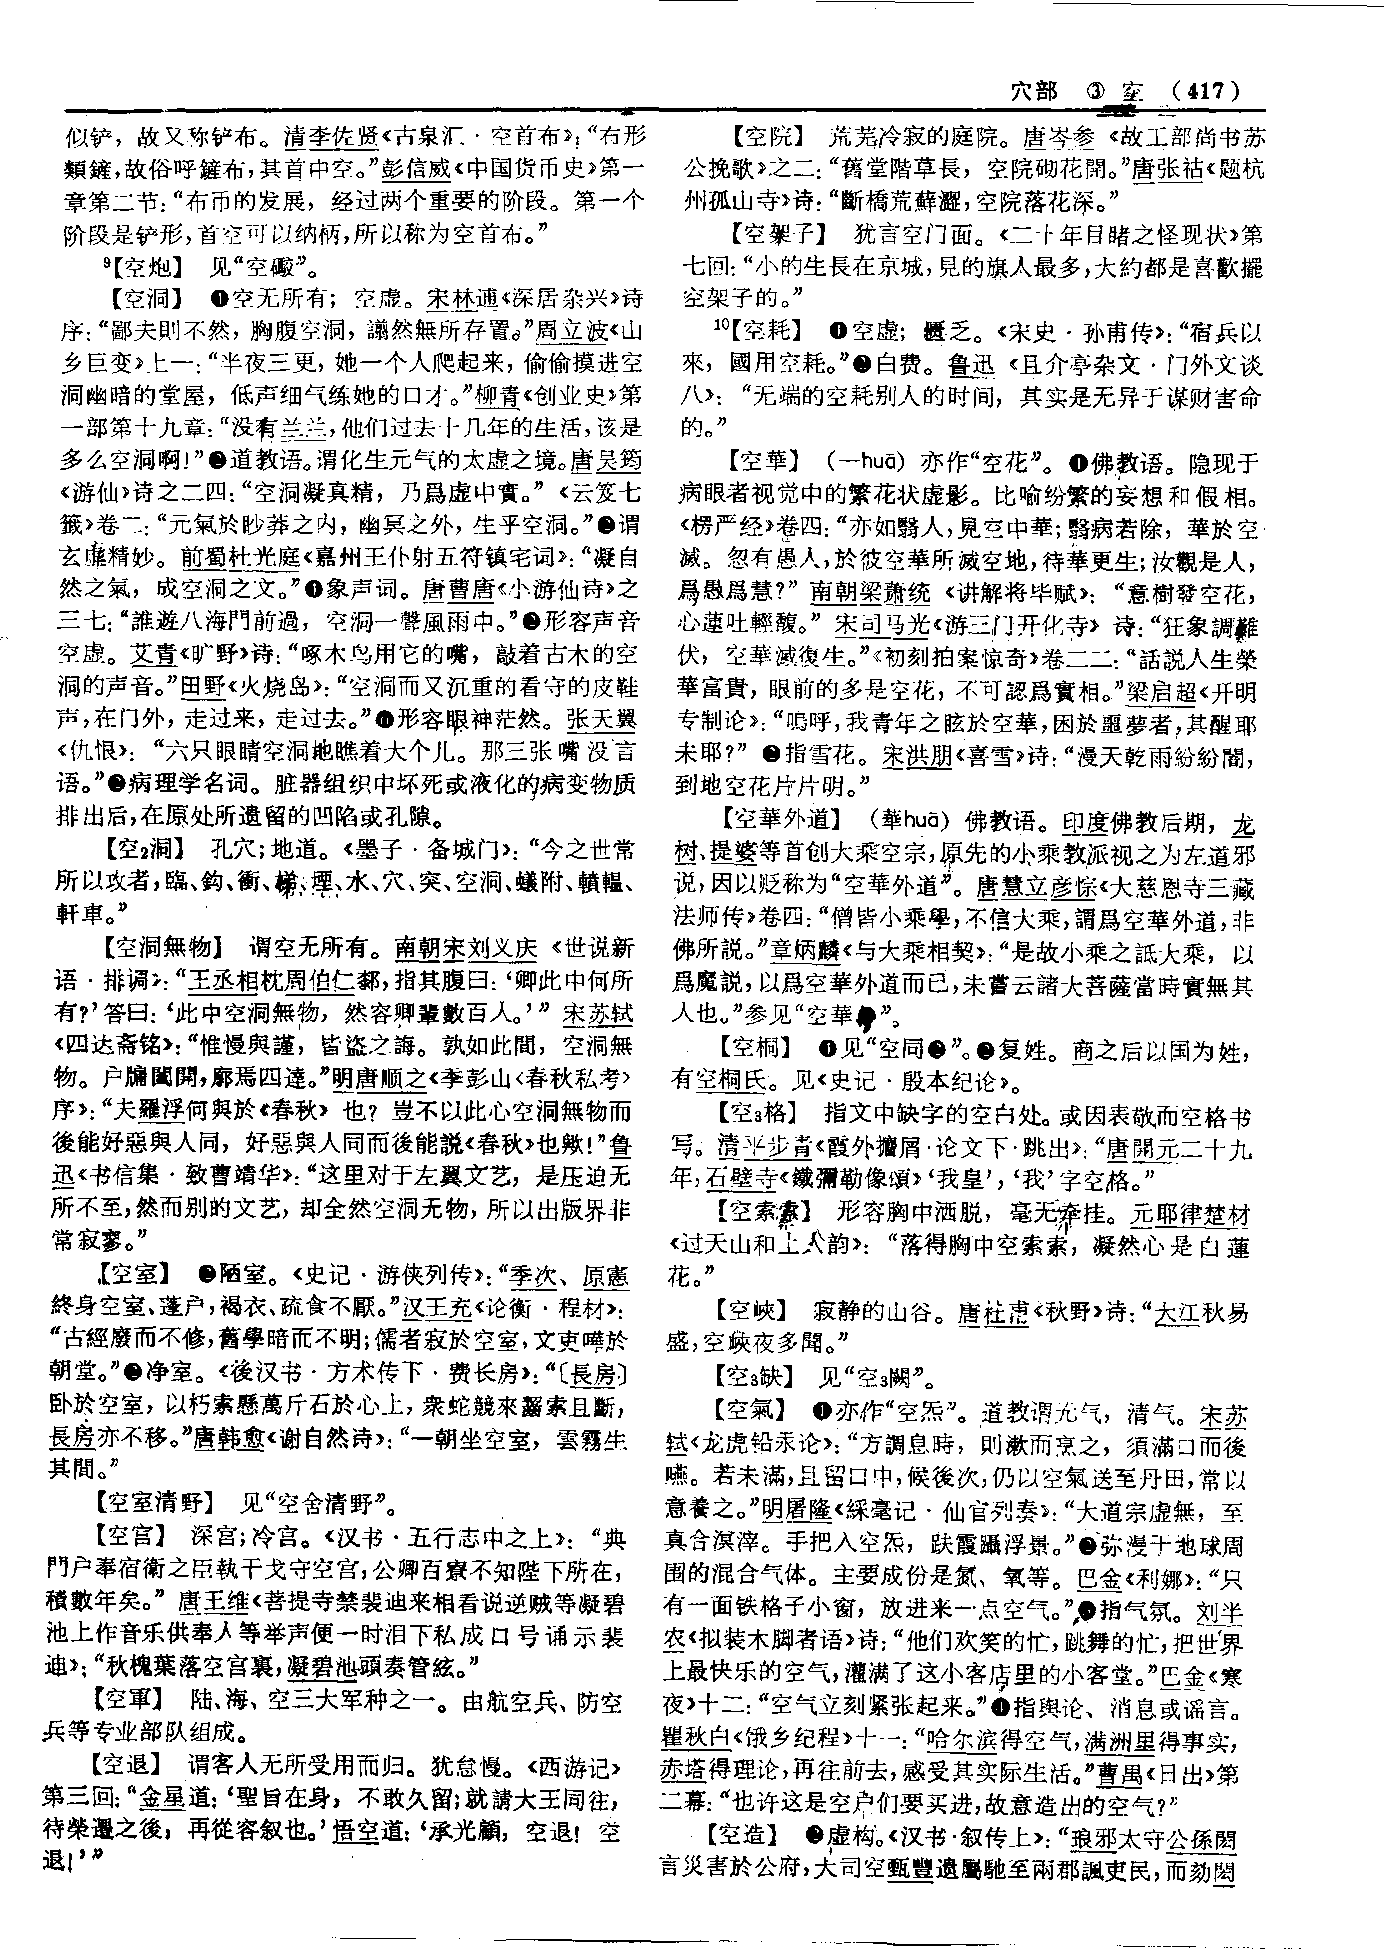 穴部 ③ 空 (417)
似铲，故又称铲布。清李佐贤《古泉汇·空首布》：“右形
類鏟，故俗呼鏟布，其首中空。”彭信威《中国货币史》第一
章第二节：“布币的发展，经过两个重要的阶段。第一个
阶段是铲形，首空可以纳柄，所以称为空首布。”
⁹【空炮】 见“空礮”。
【空洞】 ❶空无所有；空虚。宋林逋《深居杂兴》诗
序：“鄙夫則不然，胸腹空洞，讌然無所存置。”周立波《山
乡巨变》上一：“半夜三更，她一个人爬起来，偷偷摸进空
洞幽暗的堂屋，低声细气练她的口才。”柳青《创业史》第
一部第十九章：“没有兰兰，他们过去十几年的生活，该是
多么空洞啊！”❷道教语。谓化生元气的太虚之境。唐吴筠
《游仙》诗之二四：“空洞凝真精，乃爲虚中實。”《云笈七
籤》卷二：“元氣於眇莽之内，幽冥之外，生乎空洞。”❸谓
玄虚精妙。前蜀杜光庭《嘉州王仆射五符镇宅词》：“凝自
然之氣，成空洞之文。”❹象声词。唐曹唐《小游仙诗》之
三七：“誰遊八海門前過，空洞一聲風雨中。”❺形容声音
空虚。艾青《旷野》诗：“啄木鸟用它的嘴，敲着古木的空
洞的声音。”田野《火烧岛》：“空洞而又沉重的看守的皮鞋
声，在门外，走过来，走过去。”❻形容眼神茫然。张天翼
《仇恨》：“六只眼睛空洞地瞧着大个儿。那三张嘴没言
语。”❼病理学名词。脏器组织中坏死或液化的病变物质
排出后，在原处所遗留的凹陷或孔隙。
【空₂洞】 孔穴；地道。《墨子·备城门》：“今之世常
所以攻者，臨、鈎、衝、梯、堙、水、穴、突、空洞、蟻附、轒轀、
軒車。”
【空洞無物】 谓空无所有。南朝宋刘义庆《世说新
语·排调》：“王丞相枕周伯仁郗，指其腹曰：‘卿此中何所
有？’答曰：‘此中空洞無物，然容卿輩數百人。’” 宋苏轼
《四达斋铭》：“惟慢與謹，皆盗之誨。孰如此間，空洞無
物。户牖闔開，廓焉四達。”明唐顺之《季彭山〈春秋私考〉
序》：“夫羅浮何與於《春秋》也？豈不以此心空洞無物而
後能好惡與人同，好惡與人同而後能説《春秋》也歟！”鲁
迅《书信集·致曹靖华》：“这里对于左翼文艺，是压迫无
所不至，然而别的文艺，却全然空洞无物，所以出版界非
常寂寥。”
【空室】 ❶陋室。《史记·游侠列传》：“季次、原憲
終身空室、蓬户，褐衣、疏食不厭。”汉王充《论衡·程材》：
“古經廢而不修，舊學暗而不明；儒者寂於空室，文吏嘩於
朝堂。”❷净室。《後汉书·方术传下·费长房》：“〔長房〕
卧於空室，以朽索懸萬斤石於心上，衆蛇競來齧索且斷，
長房亦不移。”唐韩愈《谢自然诗》：“一朝坐空室，雲霧生
其間。”
【空室清野】 见“空舍清野”。
【空宫】 深宫；冷宫。《汉书·五行志中之上》：“典
門户奉宿衛之臣執干戈守空宫，公卿百寮不知陛下所在，
積數年矣。”唐王维《菩提寺禁裴迪来相看说逆贼等凝碧
池上作音乐供奉人等举声便一时泪下私成口号诵示裴
迪》：“秋槐葉落空宫裏，凝碧池頭奏管絃。”
【空軍】 陆、海、空三大军种之一。由航空兵、防空
兵等专业部队组成。
【空退】 谓客人无所受用而归。犹怠慢。《西游记》
第三回：“金星道：‘聖旨在身，不敢久留；就請大王同往，
待榮遷之後，再從容叙也。’悟空道：‘承光顧，空退！空
退！’”
【空院】 荒芜冷寂的庭院。唐岑参《故工部尚书苏
公挽歌》之二：“舊堂階草長，空院砌花開。”唐张祜《题杭
州孤山寺》诗：“斷橋荒蘚澀，空院落花深。”
【空架子】 犹言空门面。《二十年目睹之怪现状》第
七回：“小的生長在京城，見的旗人最多，大約都是喜歡擺
空架子的。”
¹⁰【空耗】 ❶空虚；匮乏。《宋史·孙甫传》：“宿兵以
來，國用空耗。”❷白费。鲁迅《且介亭杂文·门外文谈
八》：“无端的空耗别人的时间，其实是无异于谋财害命
的。”
【空華】 （一huā）亦作“空花”。❶佛教语。隐现于
病眼者视觉中的繁花状虚影。比喻纷繁的妄想和假相。
《楞严经》卷四：“亦如翳人，見空中華；翳病若除，華於空
滅。忽有愚人，於彼空華所滅空地，待華更生；汝觀是人，
爲愚爲慧？”南朝梁萧统《讲解将毕赋》：“意樹發空花，
心蓮吐輕馥。”宋司马光《游三门开化寺》诗：“狂象調難
伏，空華滅復生。”《初刻拍案惊奇》卷二二：“話説人生榮
華富貴，眼前的多是空花，不可認爲實相。”梁启超《开明
专制论》：“嗚呼，我青年之眩於空華，困於噩夢者，其醒耶
未耶？”❷指雪花。宋洪朋《喜雪》诗：“漫天乾雨紛紛闇，
到地空花片片明。”
【空華外道】 （華huā）佛教语。印度佛教后期，龙
树、提婆等首创大乘空宗，原先的小乘教派视之为左道邪
说，因以贬称为“空華外道”。唐慧立彦悰《大慈恩寺三藏
法师传》卷四：“僧皆小乘學，不信大乘，謂爲空華外道，非
佛所説。”章炳麟《与大乘相契》：“是故小乘之詆大乘，以
爲魔説，以爲空華外道而已，未嘗云諸大菩薩當時實無其
人也。”参见“空華❶”。
【空桐】 ❶见“空同❶”。❷复姓。商之后以国为姓，
有空桐氏。见《史记·殷本纪论》。
【空₃格】 指文中缺字的空白处。或因表敬而空格书
写。清平步青《霞外攟屑·论文下·跳出》：“唐開元二十九
年，石壁寺《鐵彌勒像頌》‘我皇’，‘我’字空格。”
【空索索】 形容胸中洒脱，毫无牵挂。元耶律楚材
《过天山和上人韵》：“落得胸中空索索，凝然心是白蓮
花。”
【空峽】 寂静的山谷。唐杜甫《秋野》诗：“大江秋易
盛，空峽夜多聞。”
【空₃缺】 见“空₃闕”。
【空氣】 ❶亦作“空炁”。道教谓元气，清气。宋苏
轼《龙虎铅汞论》：“方調息時，則漱而烹之，須滿口而後
嚥。若未滿，且留口中，候後次，仍以空氣送至丹田，常以
意養之。”明屠隆《綵毫记·仙官列奏》：“大道宗虚無，至
真合溟涬。手把入空炁，趺霞躡浮景。”❷弥漫于地球周
围的混合气体。主要成份是氮、氧等。巴金《利娜》：“只
有一面铁格子小窗，放进来一点空气。”❸指气氛。刘半
农《拟装木脚者语》诗：“他们欢笑的忙，跳舞的忙，把世界
上最快乐的空气，灌满了这小客店里的小客堂。”巴金《寒
夜》十二：“空气立刻紧张起来。”❹指舆论、消息或谣言。
瞿秋白《饿乡纪程》十一：“哈尔滨得空气，满洲里得事实，
赤塔得理论，再往前去，感受其实际生活。”曹禺《日出》第
二幕：“也许这是空户们要买进，故意造出的空气？”
【空造】 ❶虚构。《汉书·叙传上》：“琅邪太守公孫閎
言災害於公府，大司空甄豐遣屬馳至兩郡諷吏民，而劾閎